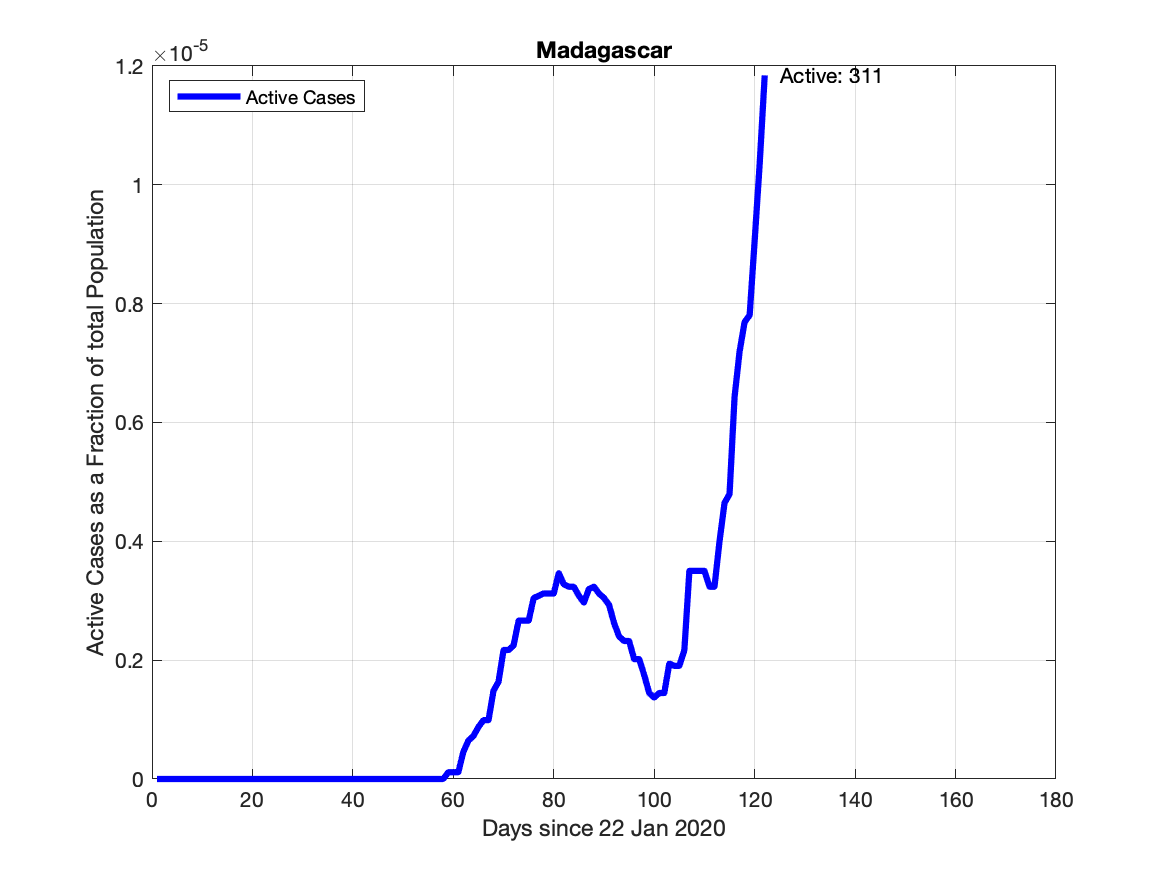 Madagascar
×10-5
Active Cases
Active: 311
1.2
1
0.8
0.6
0.4
0.2
0
Active Cases as a Fraction of total Population
0 20 40 60 80 100 120 140 160 180
Days since 22 Jan 2020